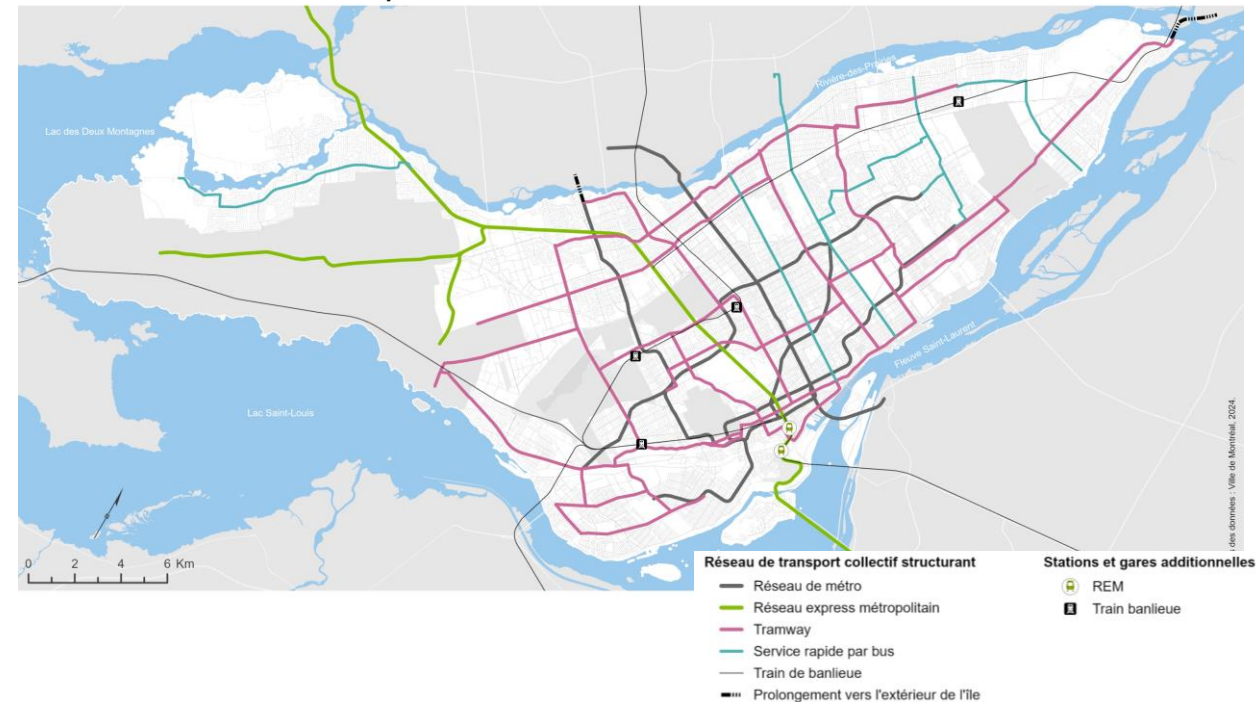 Rivière-des-Prairies
Lac des Deux Montagnes
Lac Saint-Louis
Fleuve Saint-Laurent
0 2 4 6 Km
des données : Ville de Montréal, 2024.
Réseau de transport collectif structurant
Réseau de métro
Réseau express métropolitain
Tramway
Service rapide par bus
Train de banlieue
Prolongement vers l'extérieur de l'île
Stations et gares additionnelles
REM
Train banlieue